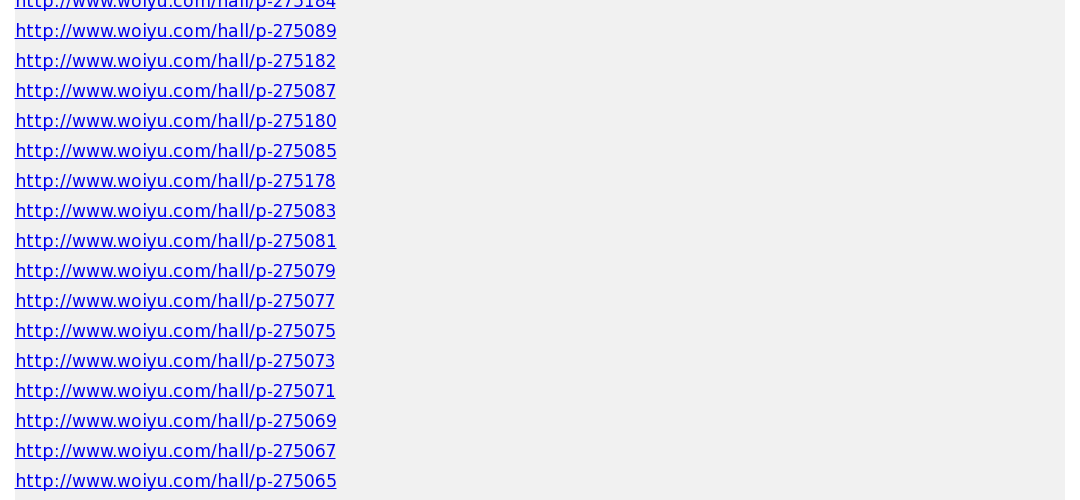 http://www.woiyu.com/hall/p-275184
http://www.woiyu.com/hall/p-275089
http://www.woiyu.com/hall/p-275182
http://www.woiyu.com/hall/p-275087
http://www.woiyu.com/hall/p-275180
http://www.woiyu.com/hall/p-275085
http://www.woiyu.com/hall/p-275178
http://www.woiyu.com/hall/p-275083
http://www.woiyu.com/hall/p-275081
http://www.woiyu.com/hall/p-275079
http://www.woiyu.com/hall/p-275077
http://www.woiyu.com/hall/p-275075
http://www.woiyu.com/hall/p-275073
http://www.woiyu.com/hall/p-275071
http://www.woiyu.com/hall/p-275069
http://www.woiyu.com/hall/p-275067
http://www.woiyu.com/hall/p-275065